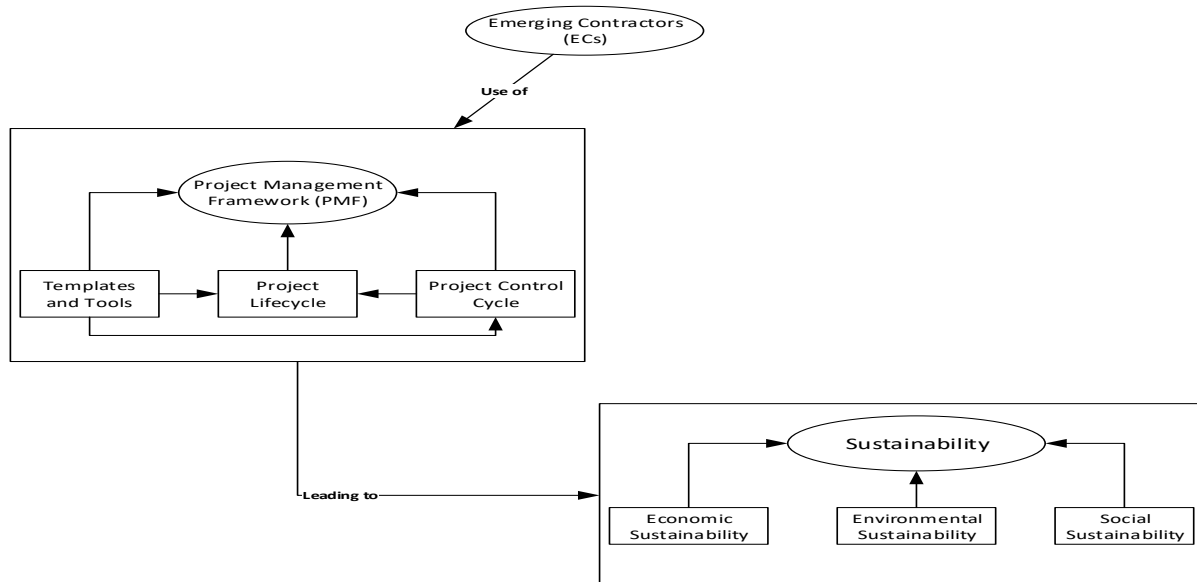 Emerging Contractors
(ECs)
Use of
Project Management
Framework (PMF)
Templates
and Tools
Project
Lifecycle
Project Control
Cycle
Leading to
Sustainability
Economic
Sustainability
Environmental
Sustainability
Social
Sustainability